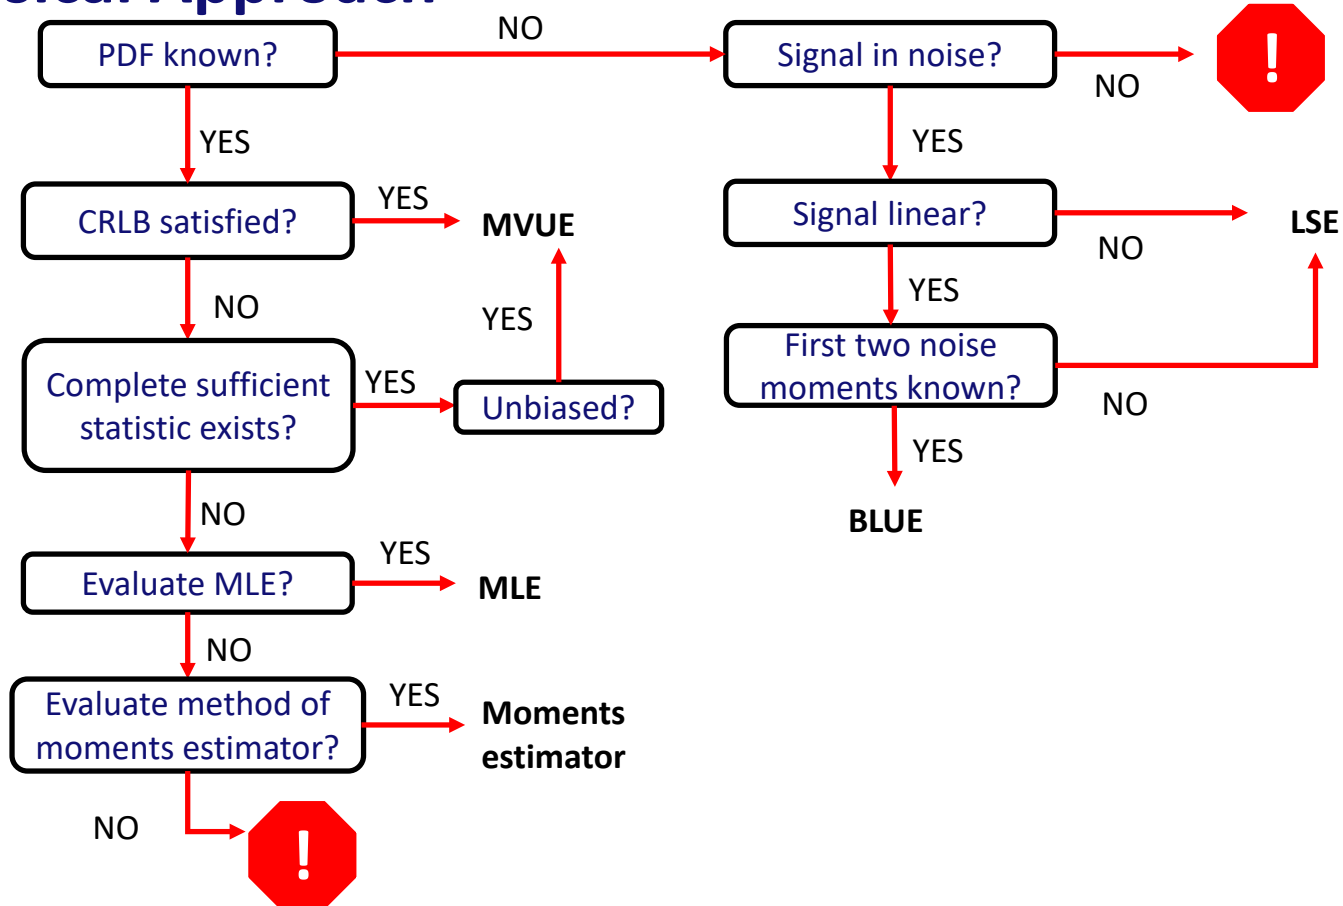 Approach
PDF known?
NO
Signal in noise?
NO
!
YES
YES
CRLB satisfied?
YES
MVUE
Signal linear?
NO
LSE
NO
YES
YES
Complete sufficient
statistic exists?
YES
Unbiased?
First two noise
moments known?
NO
YES
BLUE
NO
Evaluate MLE?
YES
MLE
NO
Evaluate method of
moments estimator?
YES
Moments
estimator
NO
!